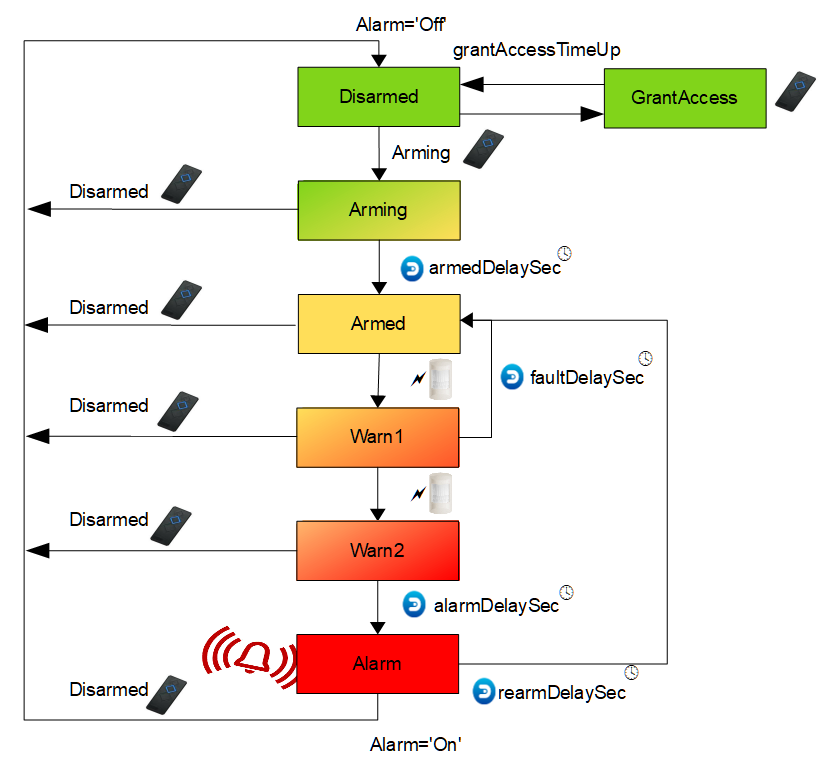 Alarm='Off'
grantAccessTimeUp
Disarmed
GrantAccess
Arming
Disarmed
Arming
armedDelaySec
Disarmed
Armed
faultDelaySec
Disarmed
Warn1
Disarmed
Warn2
alarmDelaySec
Alarm
Disarmed
rearmDelaySec
Alarm='On'